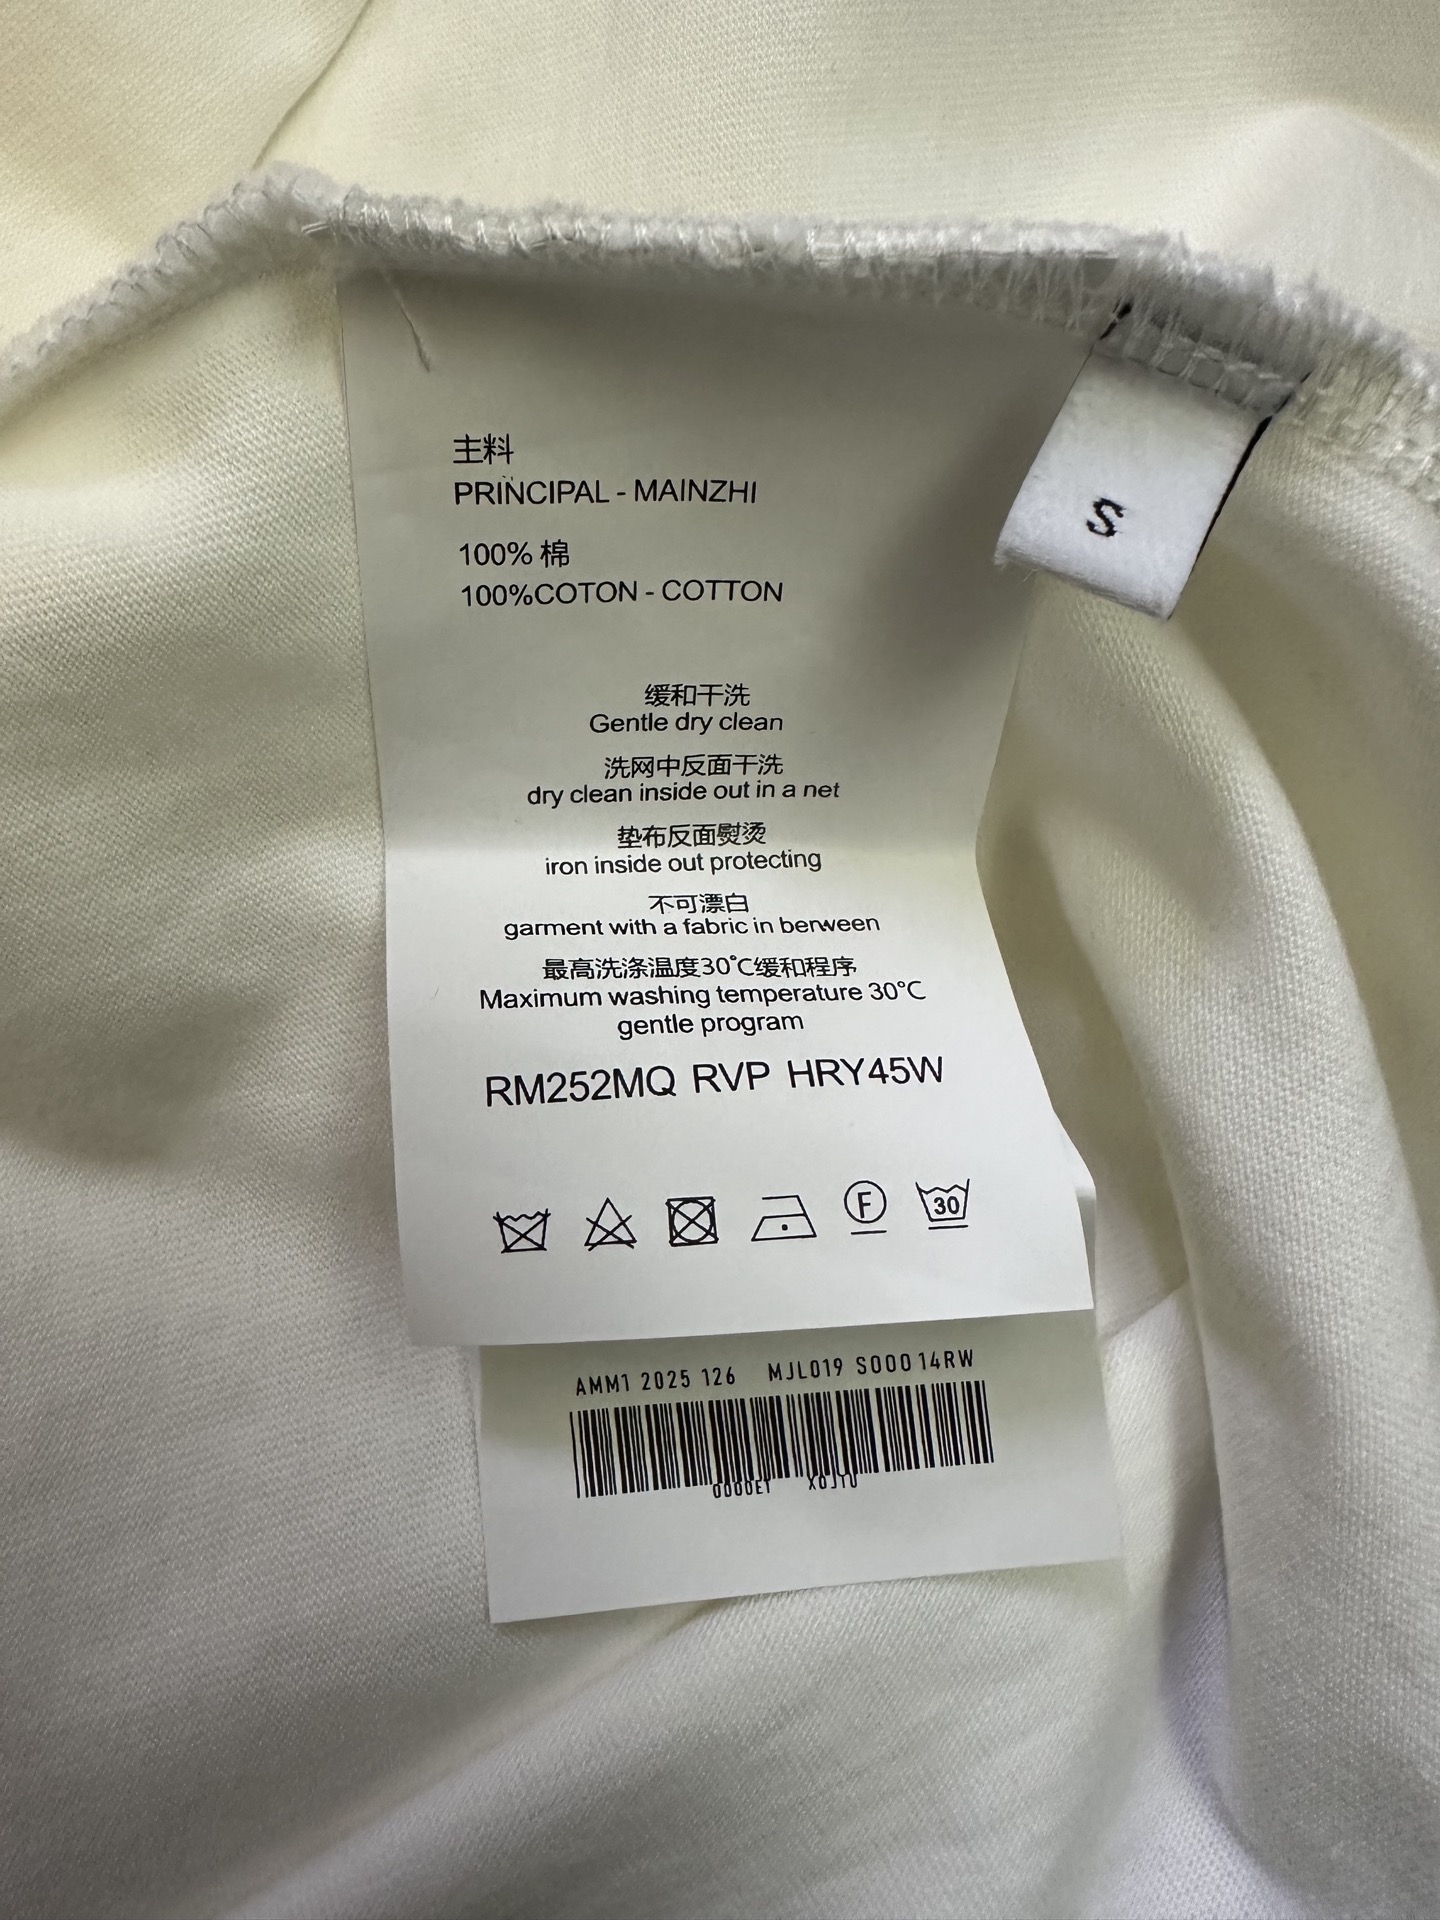 主料
PRINCIPAL - MAINZHI
100% 棉
100%COTON - COTTON
S
缓和干洗
Gentle dry clean
洗网中反面干洗
dry clean inside out in a net
垫布反面熨烫
iron inside out protecting
不可漂白
garment with a fabric in berween
最高洗涤温度30℃缓和程序
Maximum washing temperature 30°C
gentle program
RM252MQ RVP HRY45W
F
30
AMM1 2025 126 MJL019 S000 14RW